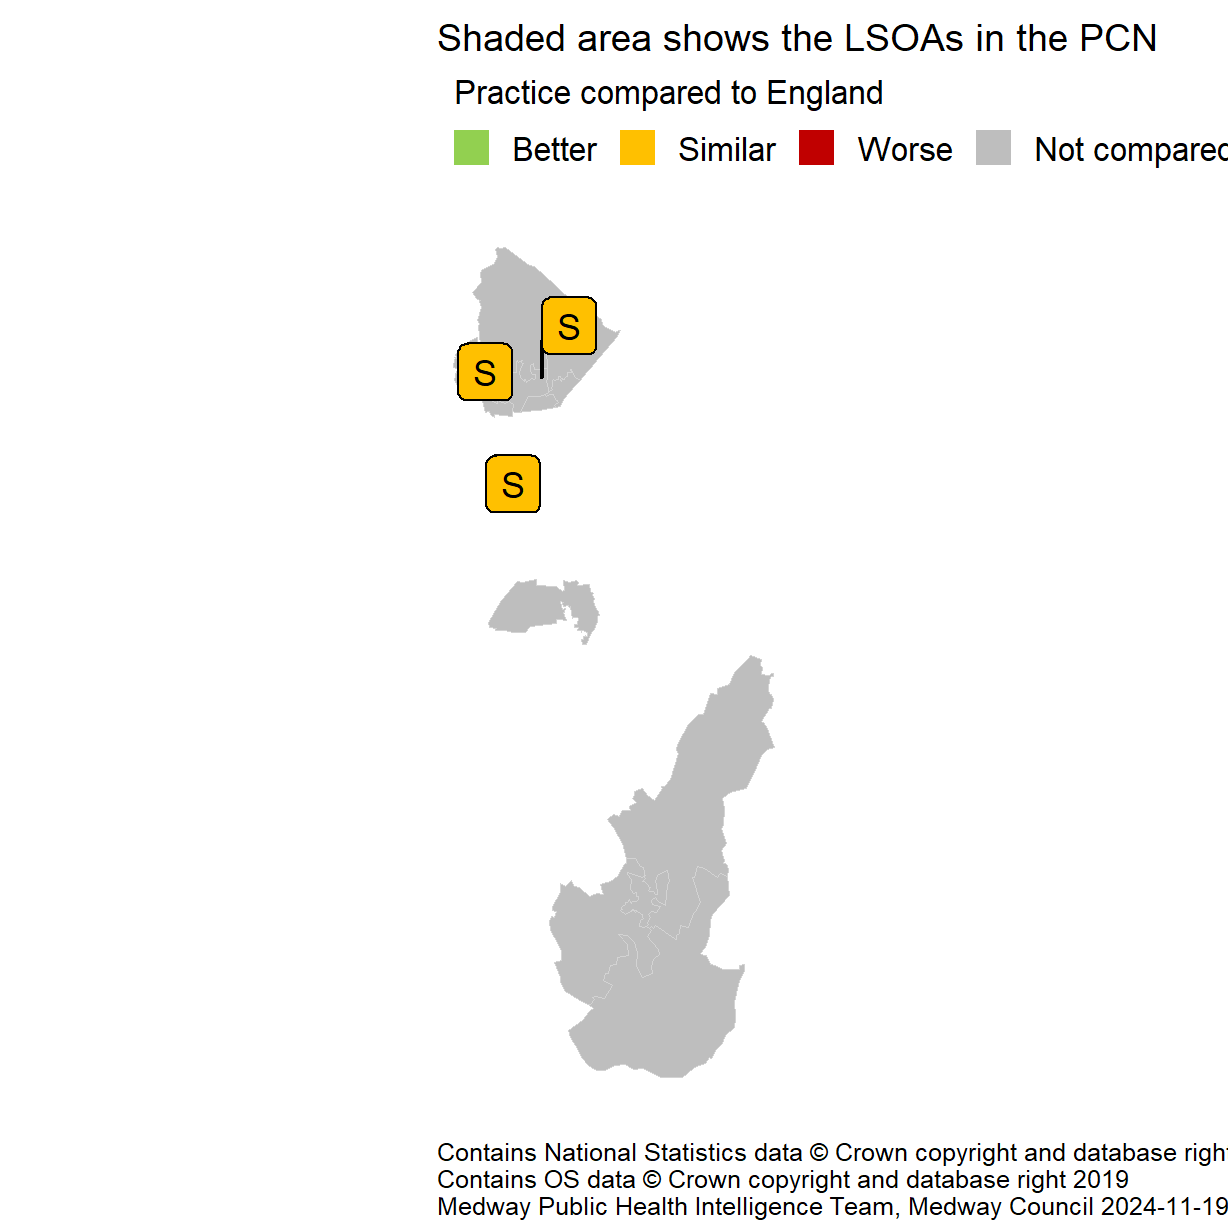 Shaded area shows the LSOAs in the PCN
Practice compared to England
Better Similar Worse Not compared
S
S
S
Contains National Statistics data © Crown copyright and database right
Contains OS data © Crown copyright and database right 2019
Medway Public Health Intelligence Team, Medway Council 2024-11-19